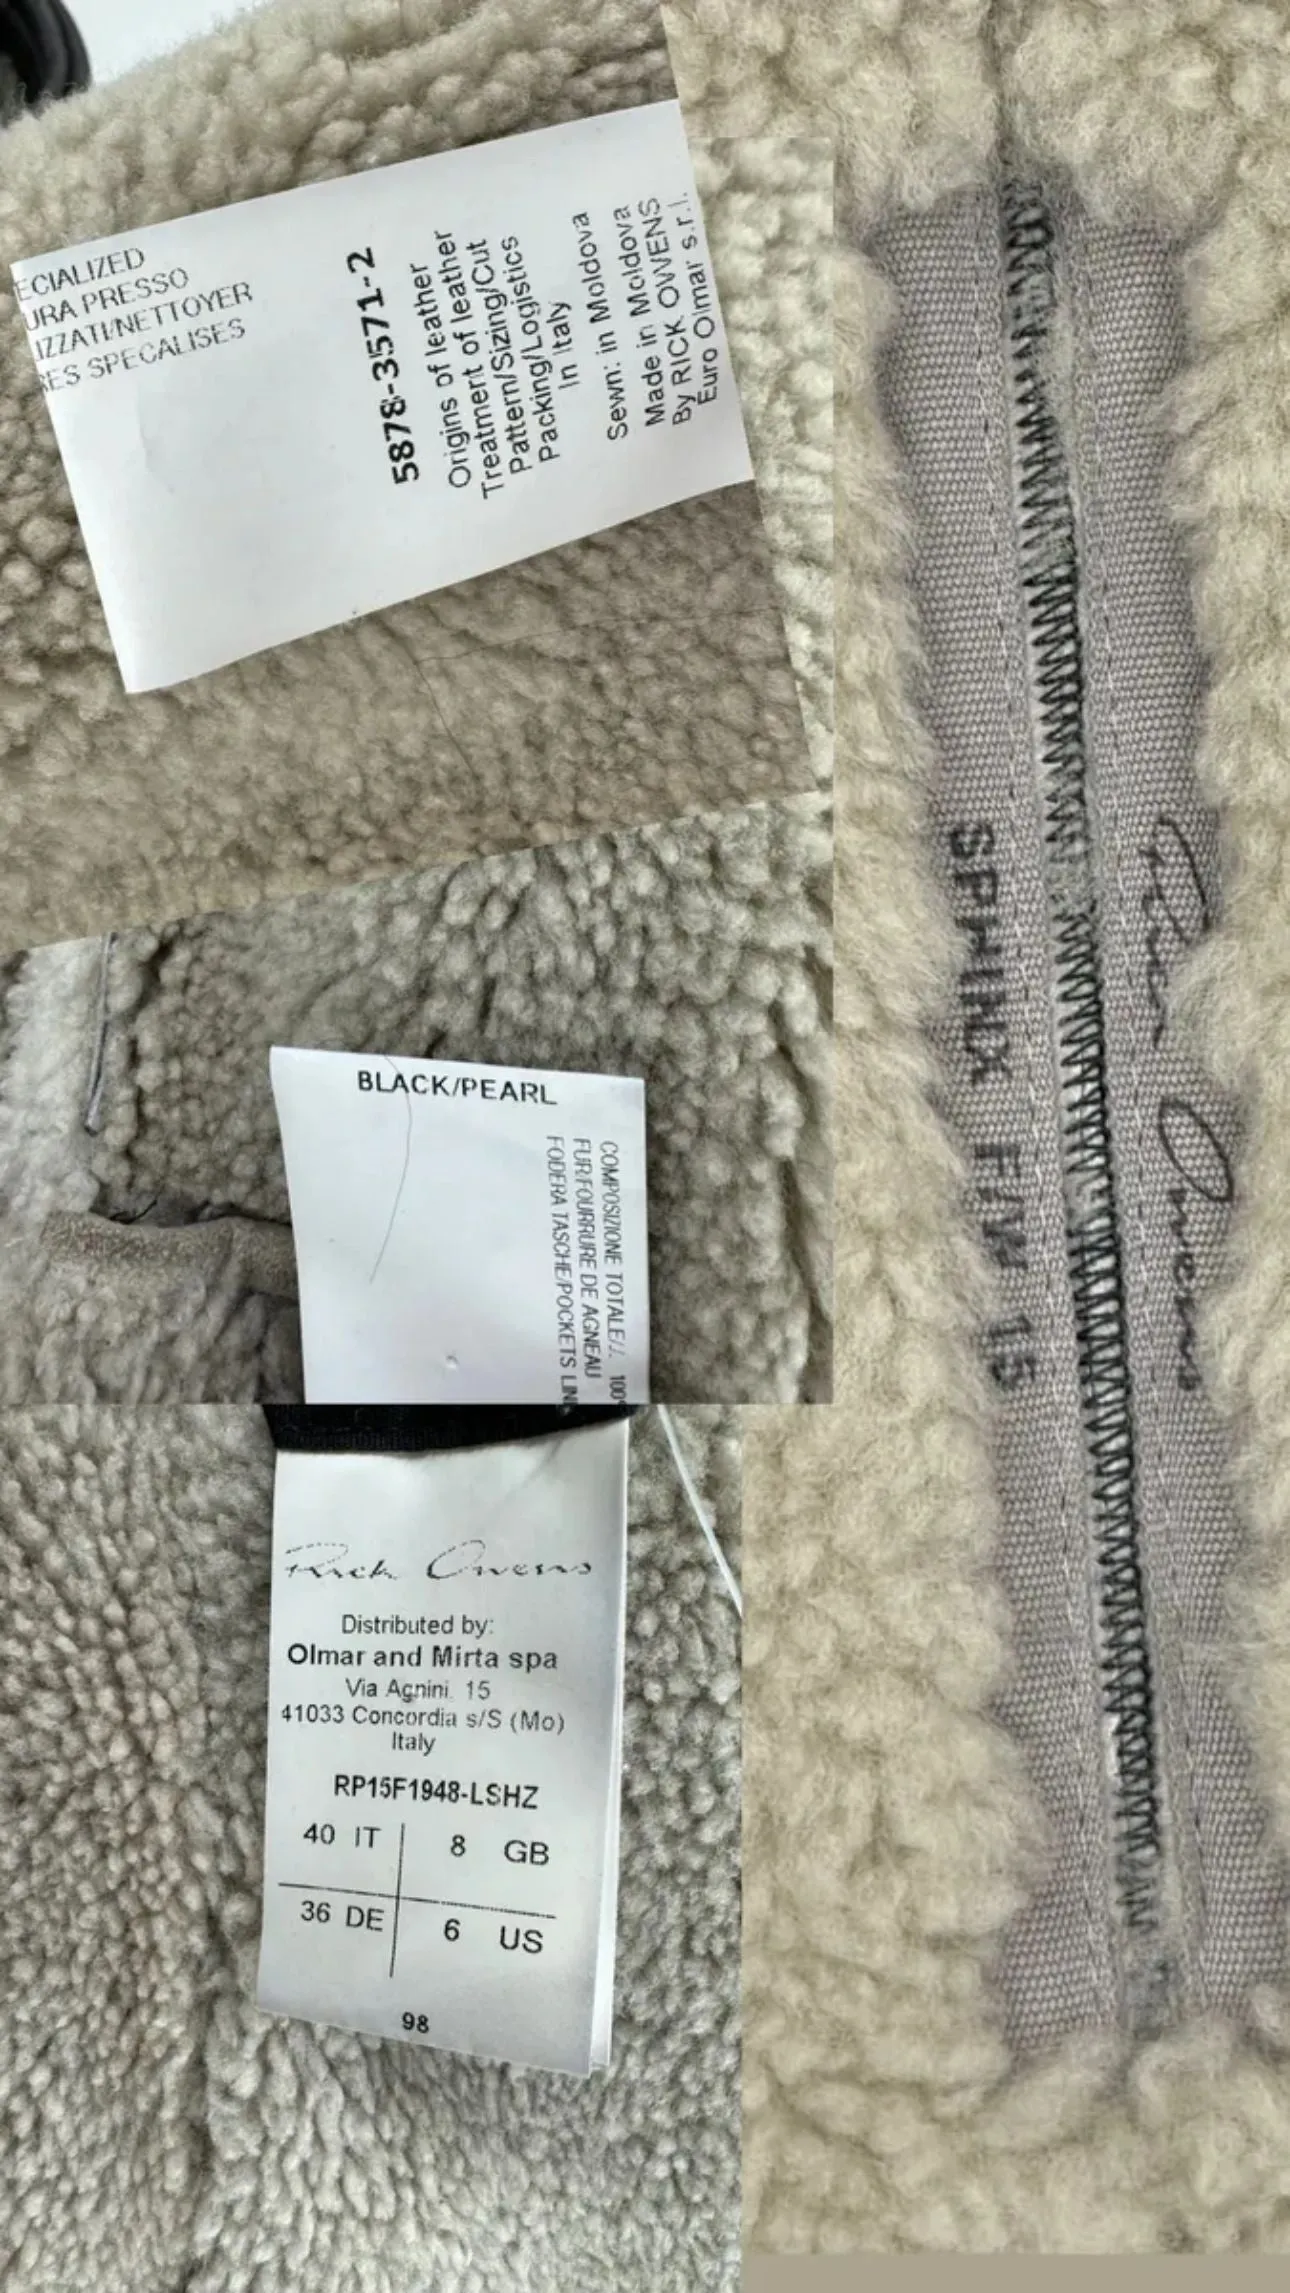 ECIALIZED
URA PRESSO
IZZATI/NETTOYER
RES SPECALISES
5878-3571-2
Origins of leather
Treatment of leather
Pattern/Sizing/Cut
Packing/Logistics
In Italy
Sewn: in Moldova
Made in Moldova
By RICK OWENS
Euro Olmar s.r.l.
BLACK/PEARL
COMPOSIZIONE TOTALE/ 100%
FUR/FOURRURE DE AGNEAU
FODERA TASCHE/POCKETS LIN
Rick Owens
Distributed by:
Olmar and Mirta spa
Via Agnini 15
41033 Concordia s/S (Mo)
Italy
RP15F1948-LSHZ
40 IT 8 GB
36 DE 6 US
98
Rick Owens
SPHINX F/W 15